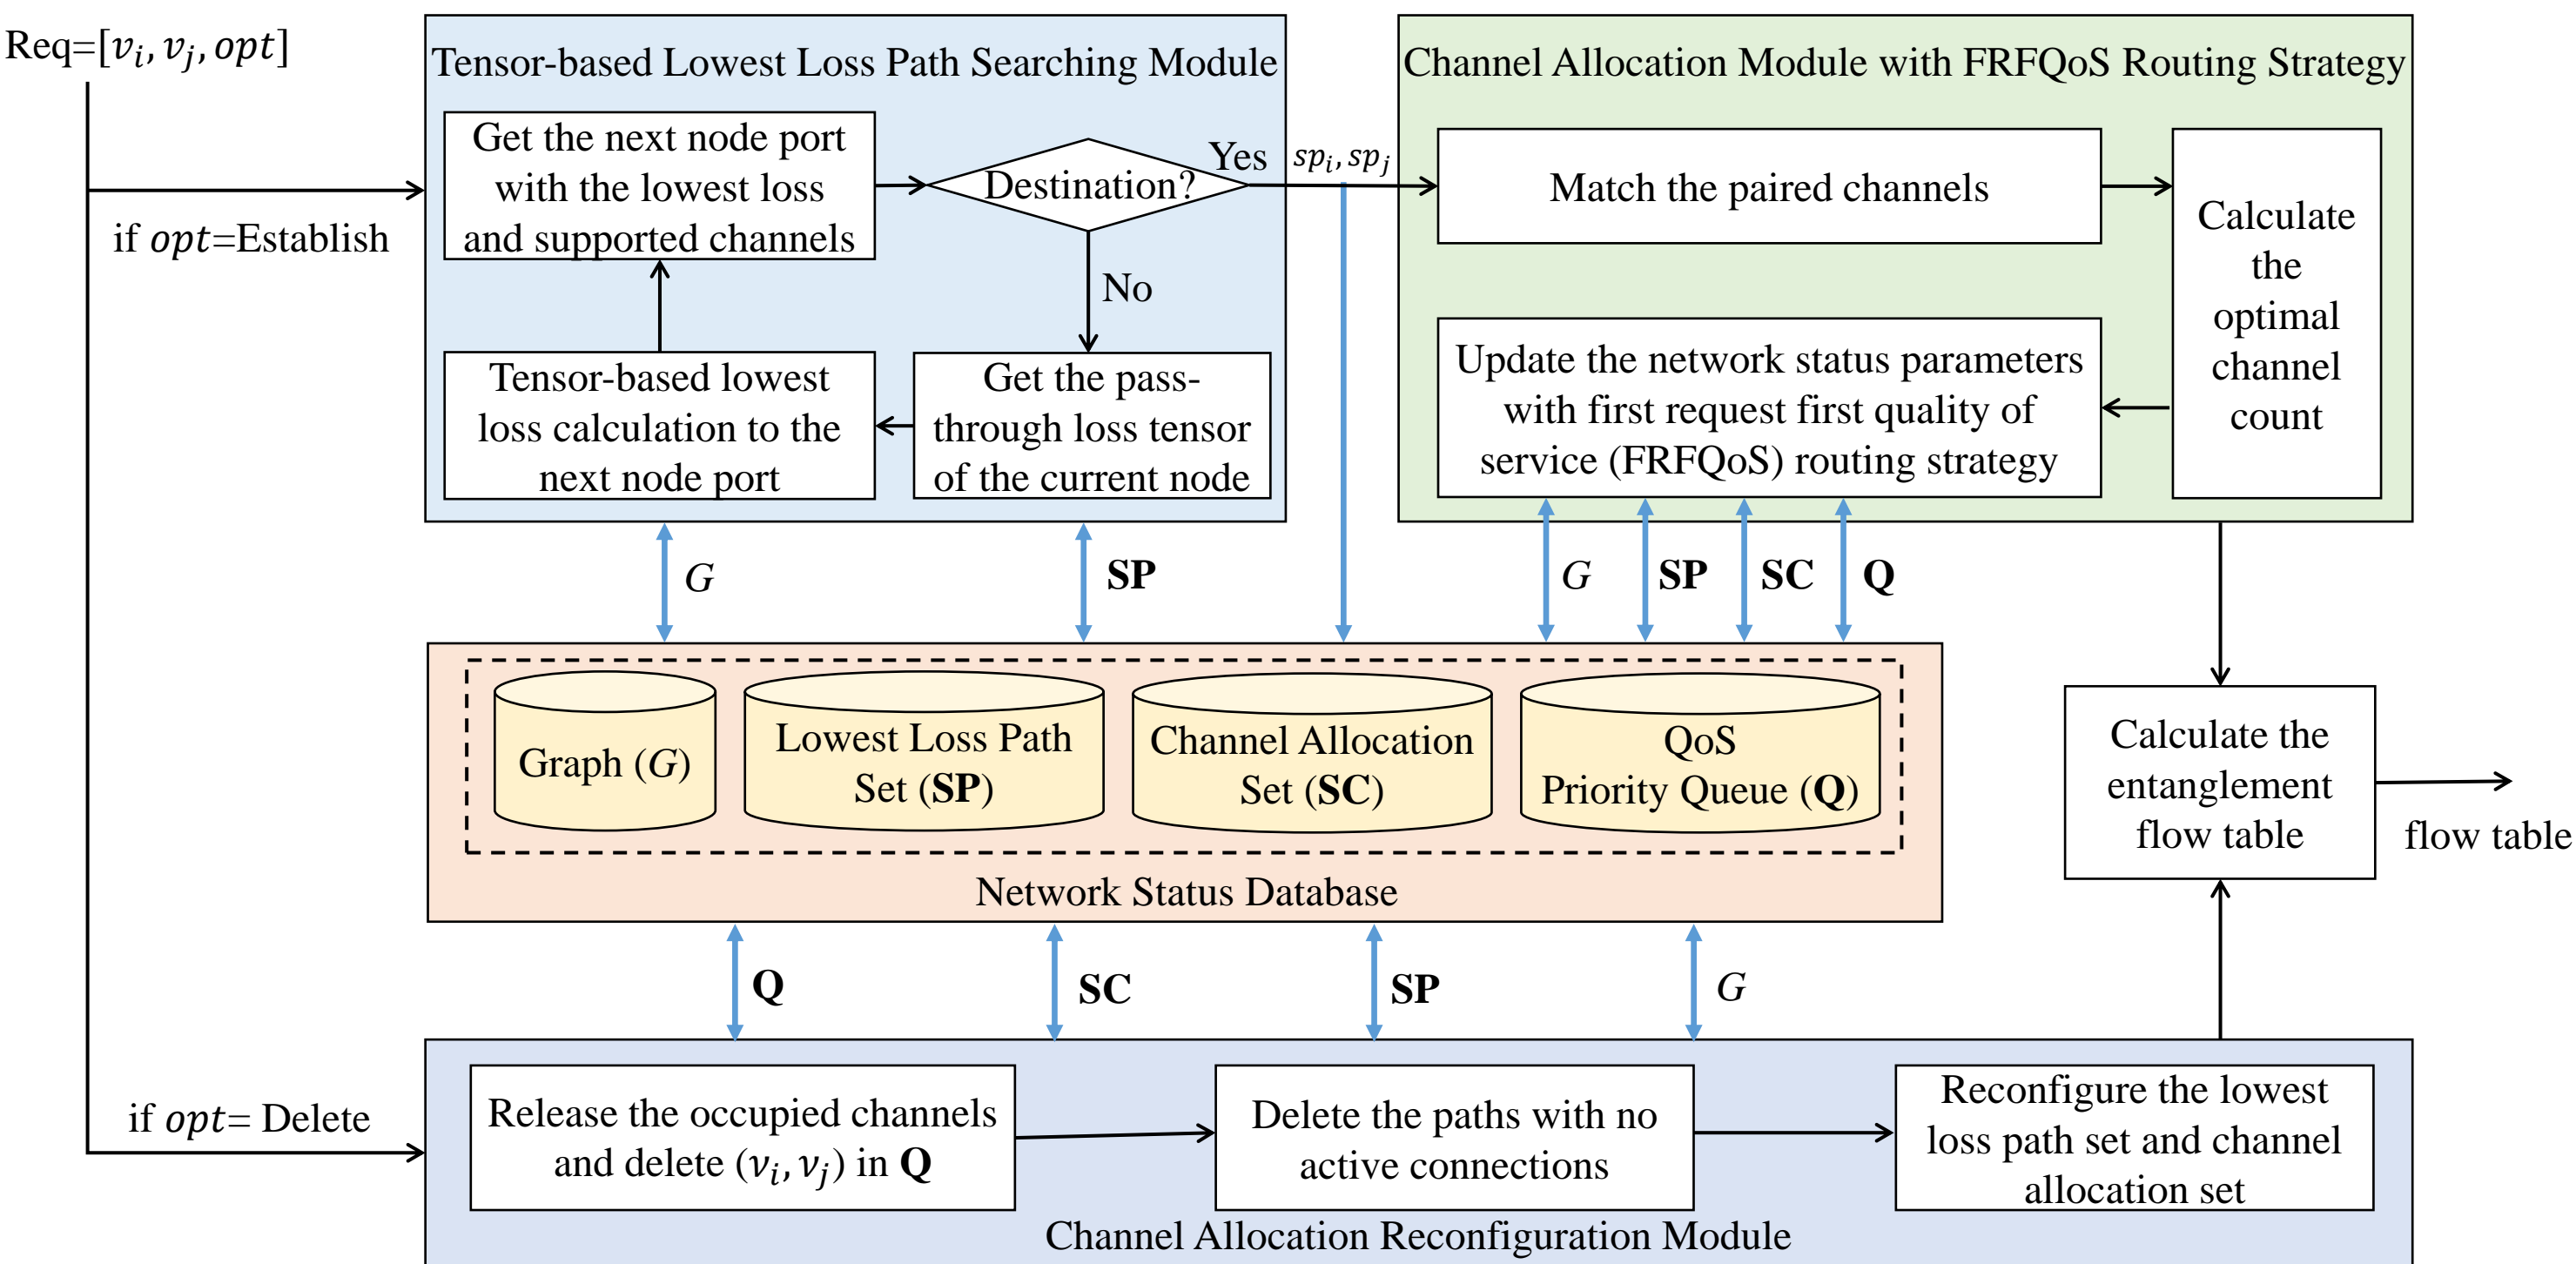 Req=[v_i, v_j, opt]
if opt=Establish
Tensor-based Lowest Loss Path Searching Module
Get the next node port
with the lowest loss
and supported channels
Destination?
Yes
No
Tensor-based lowest
loss calculation to the
next node port
Get the pass-
through loss tensor
of the current node
sp_i, sp_j
Channel Allocation Module with FRFQoS Routing Strategy
Match the paired channels
Calculate
the
optimal
channel
count
Update the network status parameters
with first request first quality of
service (FRFQoS) routing strategy
G
SP
G
SP
SC
Q
Graph (G)
Lowest Loss Path
Set (SP)
Channel Allocation
Set (SC)
QoS
Priority Queue (Q)
Network Status Database
Calculate the
entanglement
flow table
flow table
Q
SC
SP
G
if opt= Delete
Release the occupied channels
and delete (v_i, v_j) in Q
Delete the paths with no
active connections
Reconfigure the lowest
loss path set and channel
allocation set
Channel Allocation Reconfiguration Module